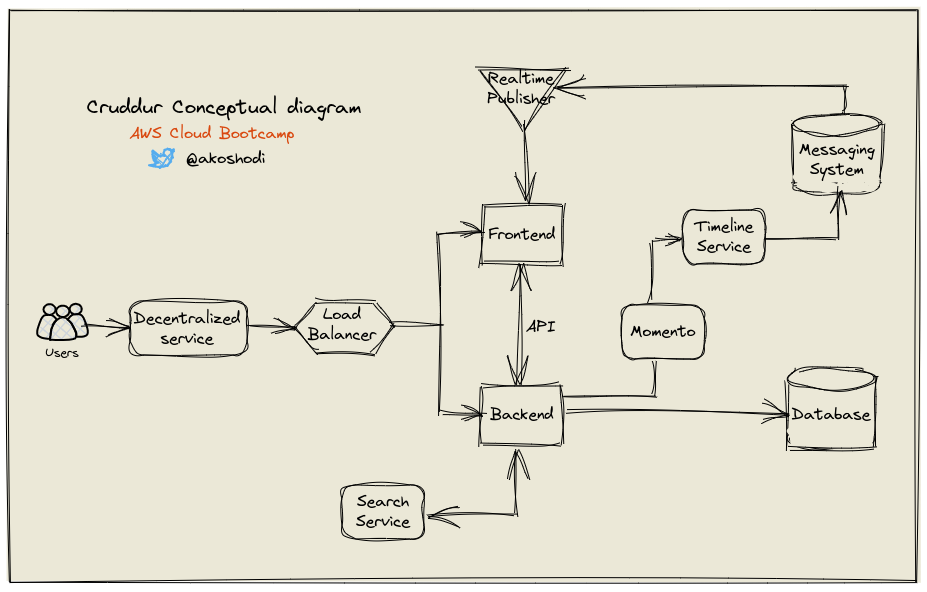 Cruddur Conceptual diagram
AWS Cloud Bootcamp
@akoshodi
Realtime
Publisher
Messaging
System
Frontend
Timeline
Service
Users
Decentralized
service
Load
Balancer
API
Momento
Backend
Database
Search
Service